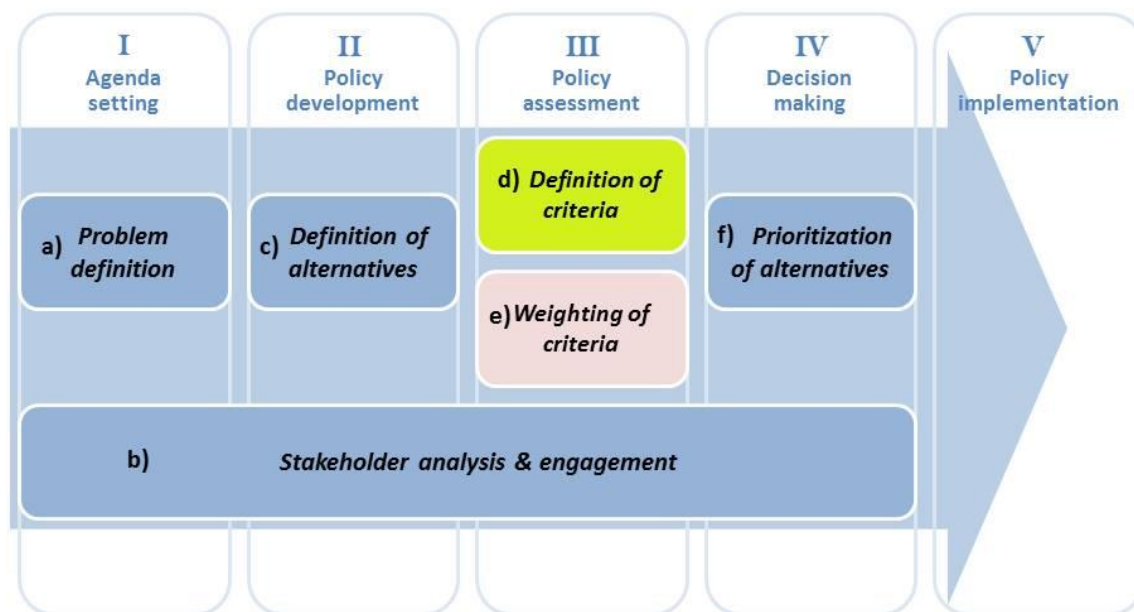 I
Agenda
setting
II
Policy
development
III
Policy
assessment
IV
Decision
making
V
Policy
implementation
a) Problem
definition
c) Definition of
alternatives
d) Definition of
criteria
e) Weighting of
criteria
f) Prioritization
of alternatives
b) Stakeholder analysis & engagement